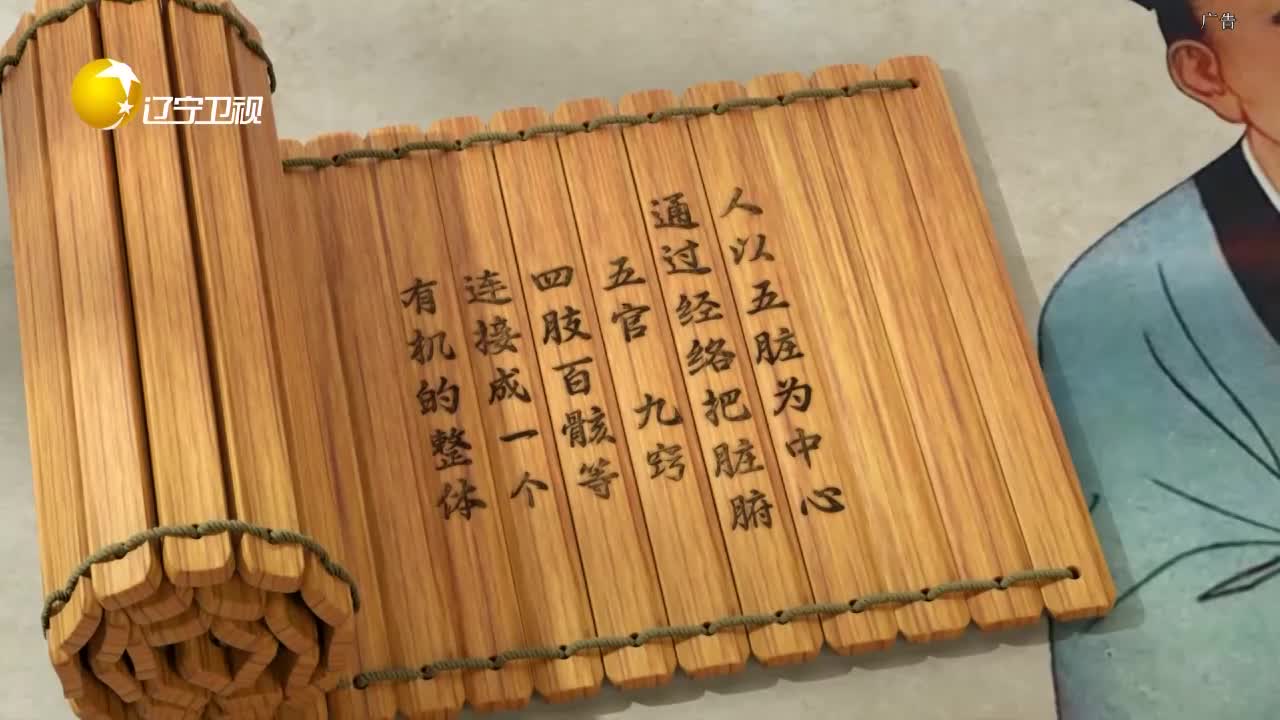 辽宁卫视
广告
人以五脏为中心
通过经络把脏腑
五官 九窍
四肢百骸等
连接成一个
有机的整体